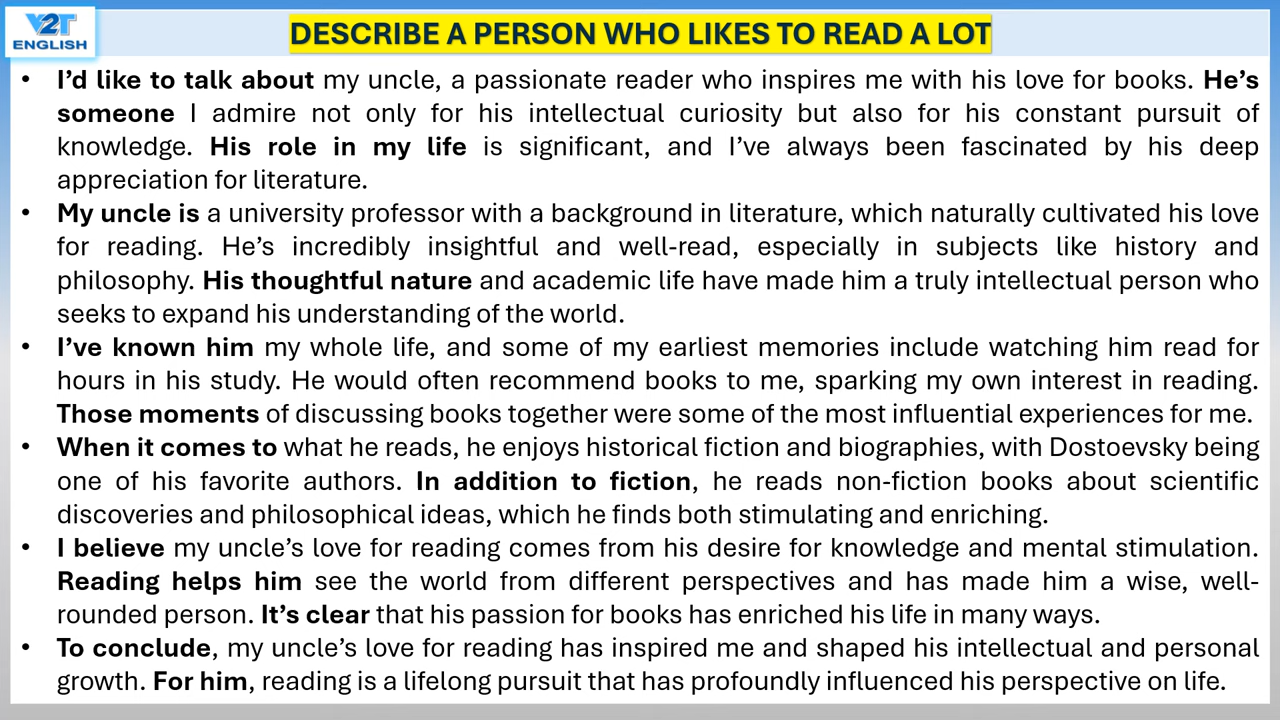 Y2T
ENGLISH
DESCRIBE A PERSON WHO LIKES TO READ A LOT
• I’d like to talk about my uncle, a passionate reader who inspires me with his love for books. He’s
someone I admire not only for his intellectual curiosity but also for his constant pursuit of
knowledge. His role in my life is significant, and I’ve always been fascinated by his deep
appreciation for literature.
• My uncle is a university professor with a background in literature, which naturally cultivated his love
for reading. He’s incredibly insightful and well-read, especially in subjects like history and
philosophy. His thoughtful nature and academic life have made him a truly intellectual person who
seeks to expand his understanding of the world.
• I’ve known him my whole life, and some of my earliest memories include watching him read for
hours in his study. He would often recommend books to me, sparking my own interest in reading.
Those moments of discussing books together were some of the most influential experiences for me.
• When it comes to what he reads, he enjoys historical fiction and biographies, with Dostoevsky being
one of his favorite authors. In addition to fiction, he reads non-fiction books about scientific
discoveries and philosophical ideas, which he finds both stimulating and enriching.
• I believe my uncle’s love for reading comes from his desire for knowledge and mental stimulation.
Reading helps him see the world from different perspectives and has made him a wise, well-
rounded person. It’s clear that his passion for books has enriched his life in many ways.
• To conclude, my uncle’s love for reading has inspired me and shaped his intellectual and personal
growth. For him, reading is a lifelong pursuit that has profoundly influenced his perspective on life.